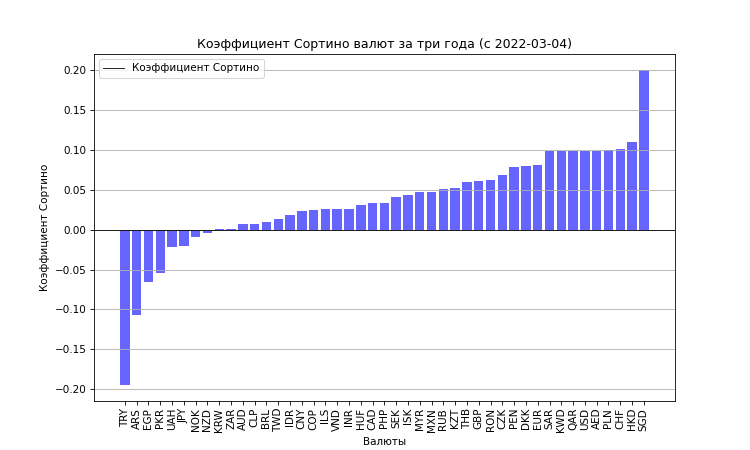 Коэффициент Сортино валют за три года (с 2022-03-04)
Коэффициент Сортино
Коэффициент Сортино
0.20
0.15
0.10
0.05
0.00
−0.05
−0.10
−0.15
−0.20
TRY ARS EGP PKR UAH JPY NOK NZD KRW ZAR AUD CLP BRL TWD IDR CNY COP ILS VND INR HUF CAD PHP SEK ISK MYR MXN RUB KZT THB GBP RON CZK PEN DKK EUR SAR KWD QAR USD AED PLN CHF HKD SGD
Валюты